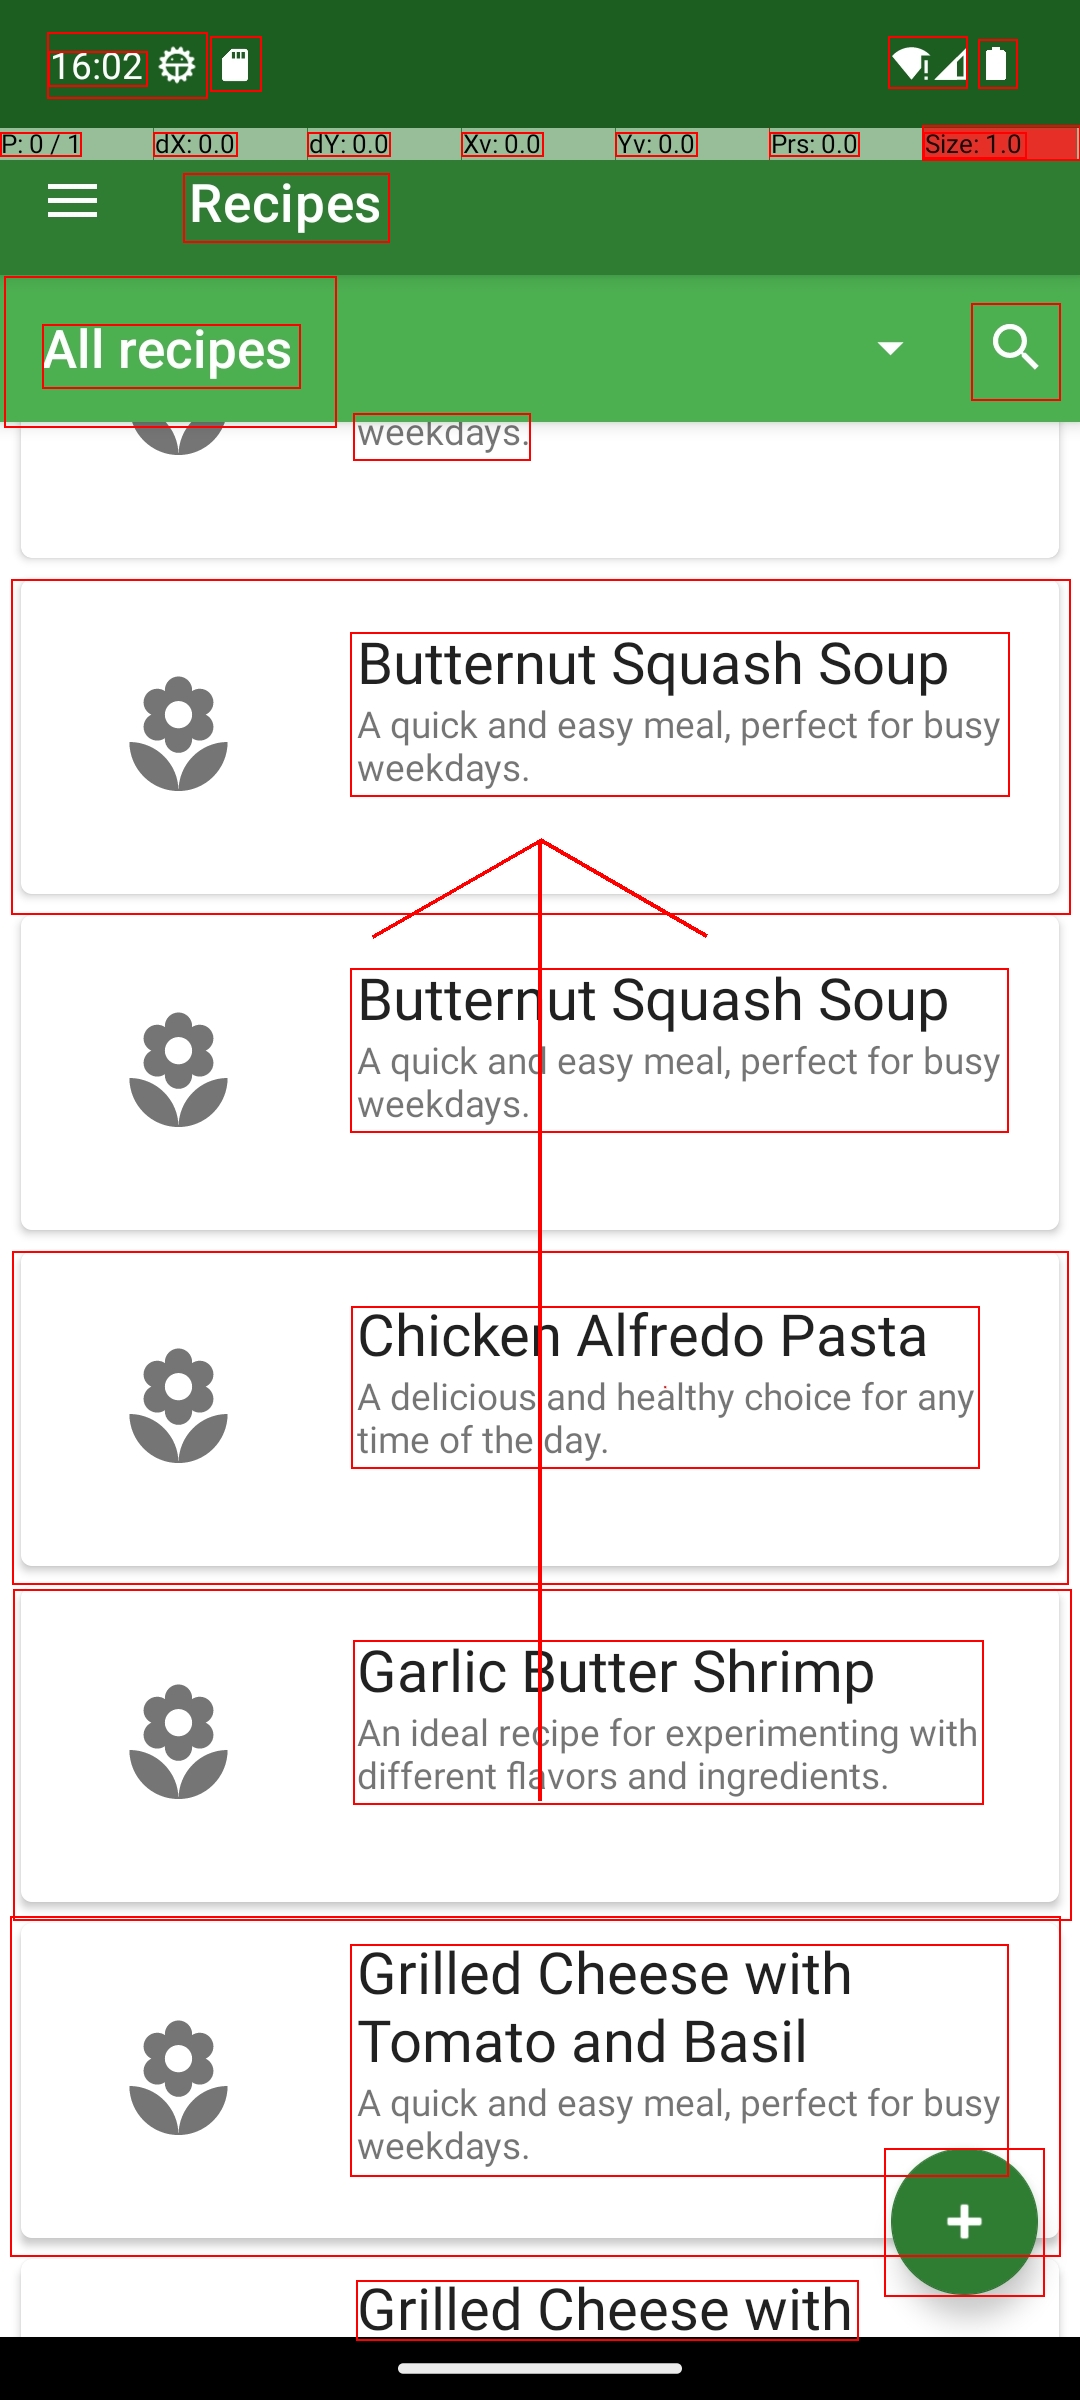 16:02
P: 0 / 1 dX: 0.0 dY: 0.0 Xv: 0.0 Yv: 0.0 Prs: 0.0 Size: 1.0
Recipes
All recipes
weekdays.
Butternut Squash Soup
A quick and easy meal, perfect for busy
weekdays.
Butternut Squash Soup
A quick and easy meal, perfect for busy
weekdays.
Chicken Alfredo Pasta
A delicious and healthy choice for any
time of the day.
Garlic Butter Shrimp
An ideal recipe for experimenting with
different flavors and ingredients.
Grilled Cheese with
Tomato and Basil
A quick and easy meal, perfect for busy
weekdays.
Grilled Cheese with